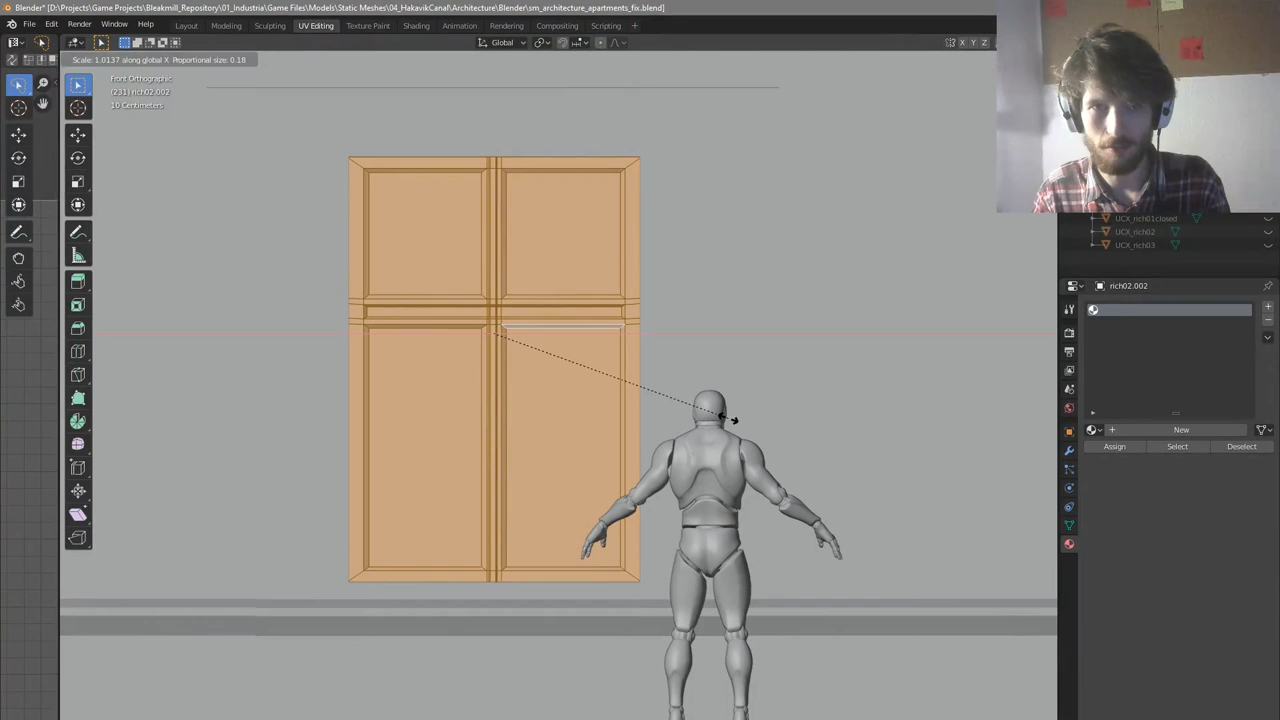 Blender* [D:\Projects\Game Projects\Bleakmill_Repository\01_Industria\Game Files\Models\Static Meshes\04_HakavikCanal\Architecture\Blender\sm_architecture_apartments_fix.blend]
File Edit Render Window Help Layout Modeling Sculpting UV Editing Texture Paint Shading Animation Rendering Compositing Scripting +
Global X Y Z
Scale: 1.0137 along global X Proportional size: 0.18
Front Orthographic
(231) rich02.002
10 Centimeters
UCX_rich01closed
UCX_rich02
UCX_rich03
rich02.002
New
Assign Select Deselect